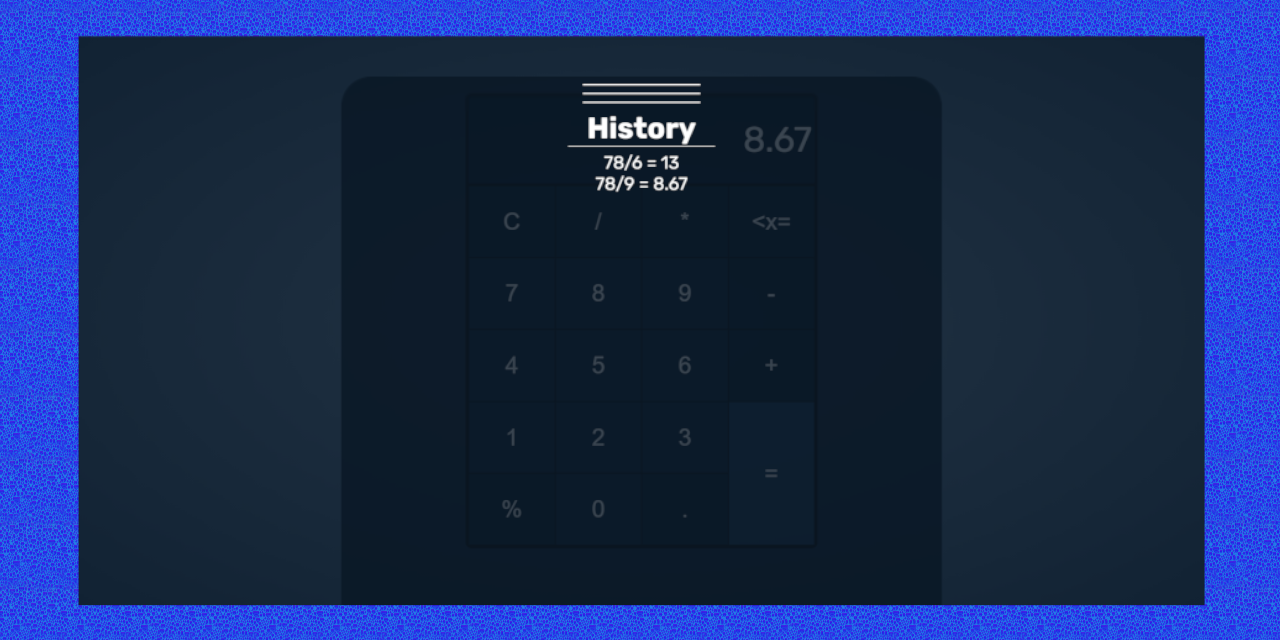 History
8.67
78/6 = 13
78/9 = 8.67
C / * <x=
7 8 9 -
4 5 6 +
1 2 3
=
% 0 .